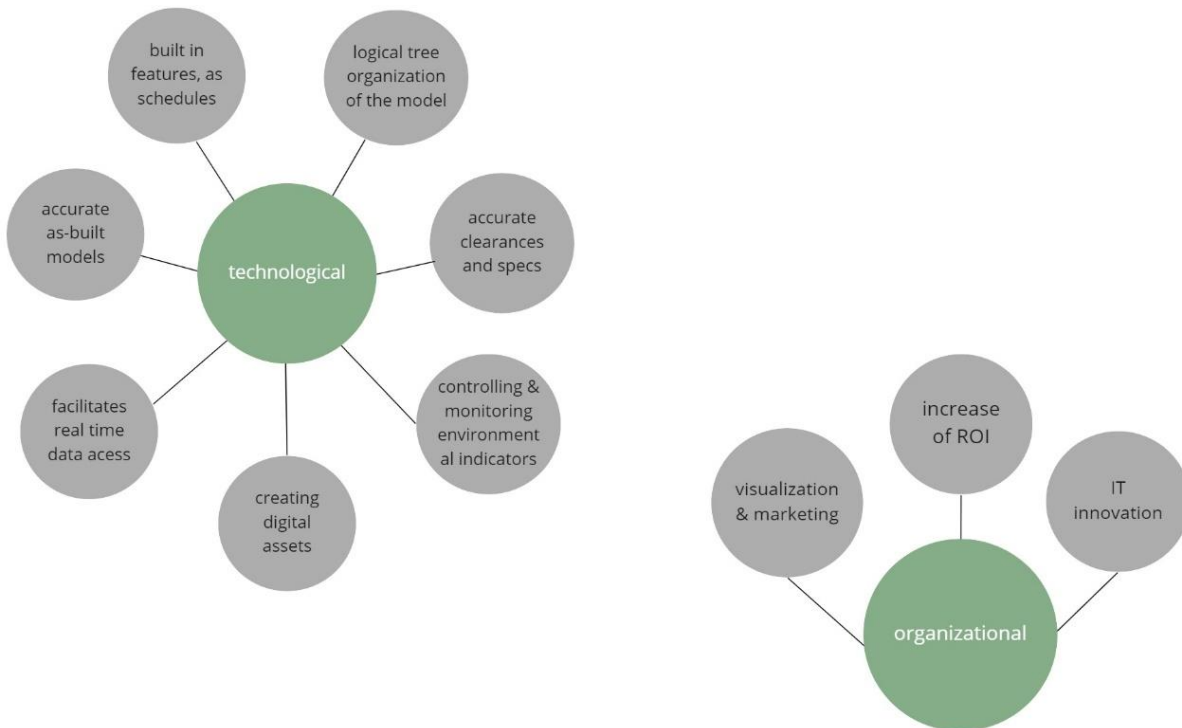 built in
features, as
schedules
logical tree
organization
of the model
accurate
as-built
models
technological
accurate
clearances
and specs
facilitates
real time
data acess
creating
digital
assets
controlling &
monitoring
environment
al indicators
increase
of ROI
visualization
& marketing
IT
innovation
organizational